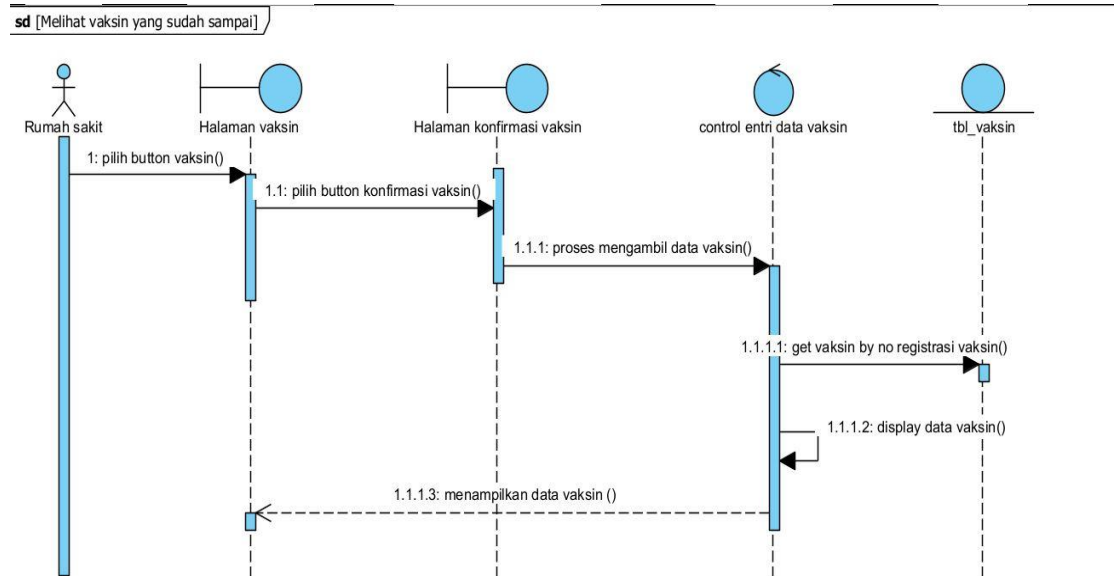 sd [Melihat vaksin yang sudah sampai]
Rumah sakit
Halaman vaksin
Halaman konfirmasi vaksin
control entri data vaksin
tbl_vaksin
1: pilih button vaksin()
1.1: pilih button konfirmasi vaksin()
1.1.1: proses mengambil data vaksin()
1.1.1.1: get vaksin by no registrasi vaksin()
1.1.1.2: display data vaksin()
1.1.1.3: menampilkan data vaksin ()